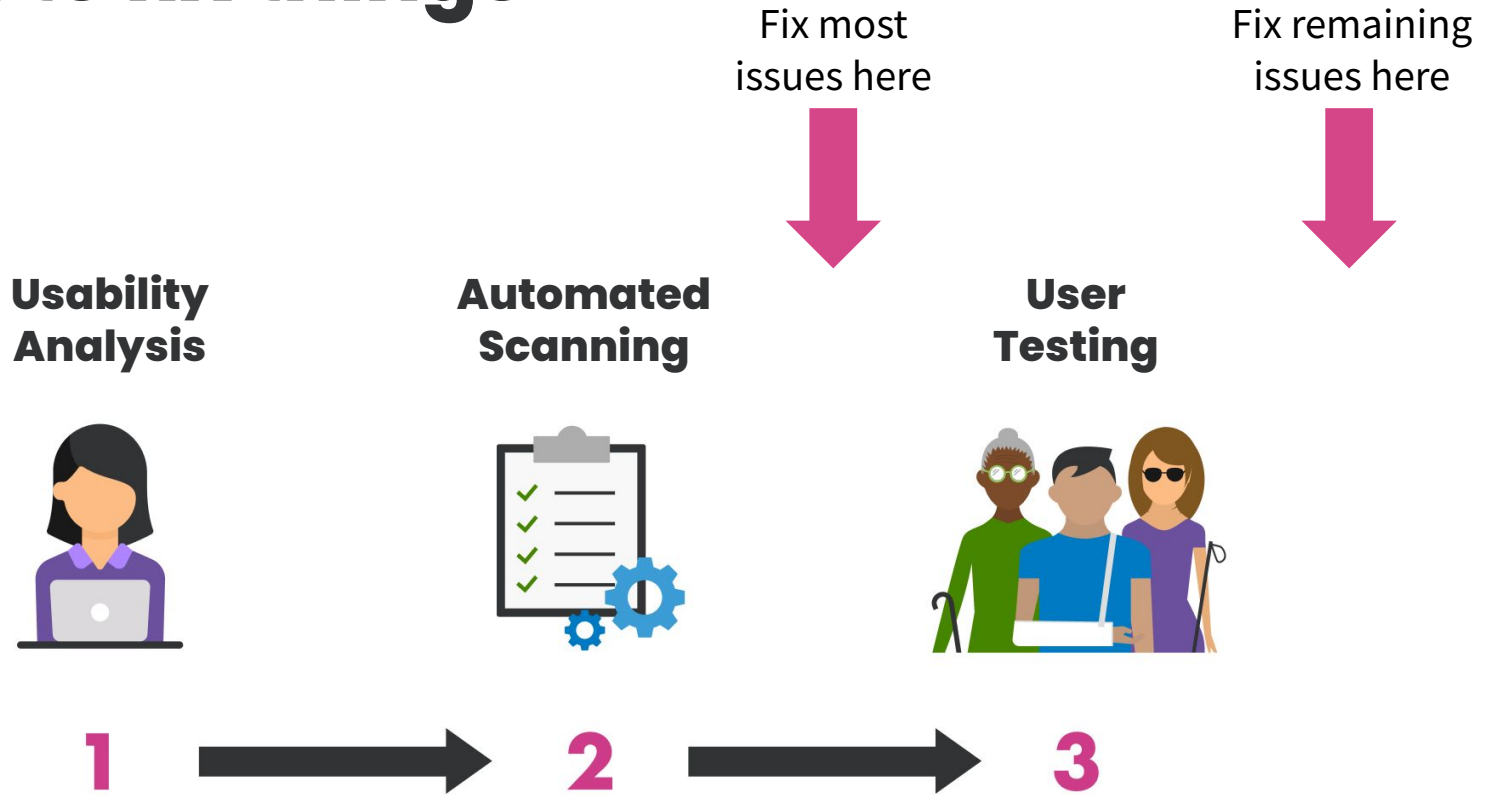 Fix most
issues here
Fix remaining
issues here
Usability
Analysis
Automated
Scanning
User
Testing
1
2
3